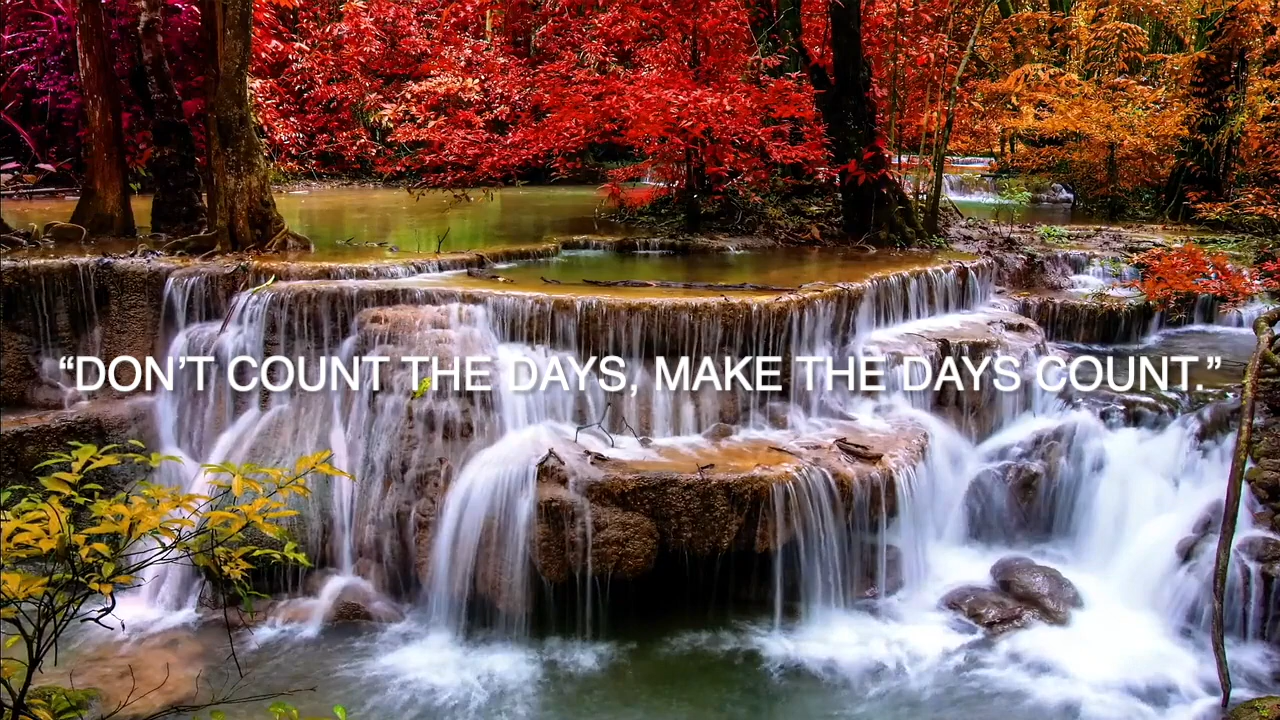 “DON’T COUNT THE DAYS, MAKE THE DAYS COUNT.”